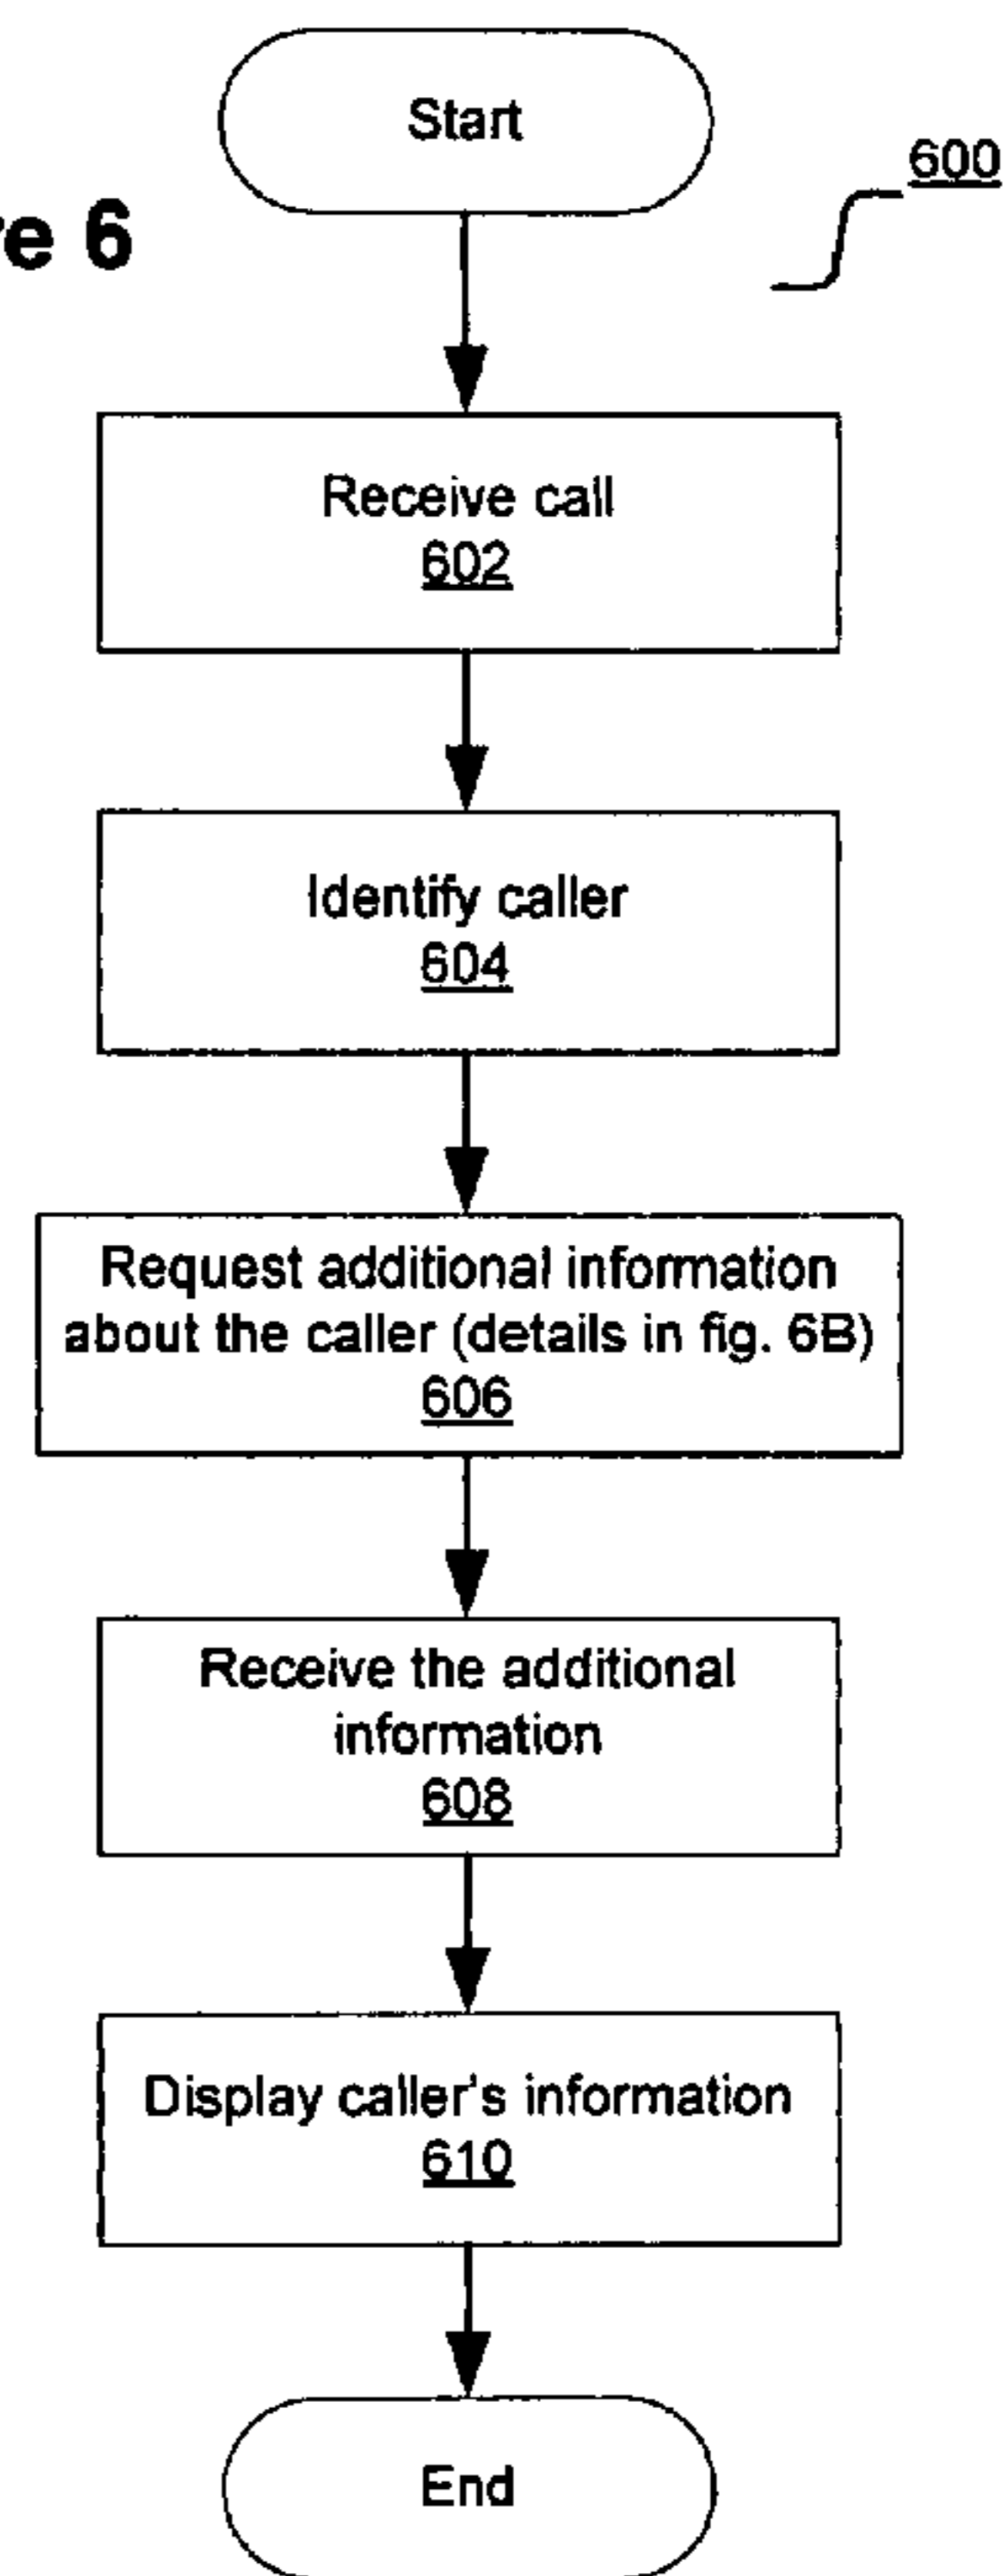 Start
600
6
Receive call
602
Identify caller
604
Request additional information
about the caller (details in fig. 6B)
606
Receive the additional
information
608
Display caller's information
610
End